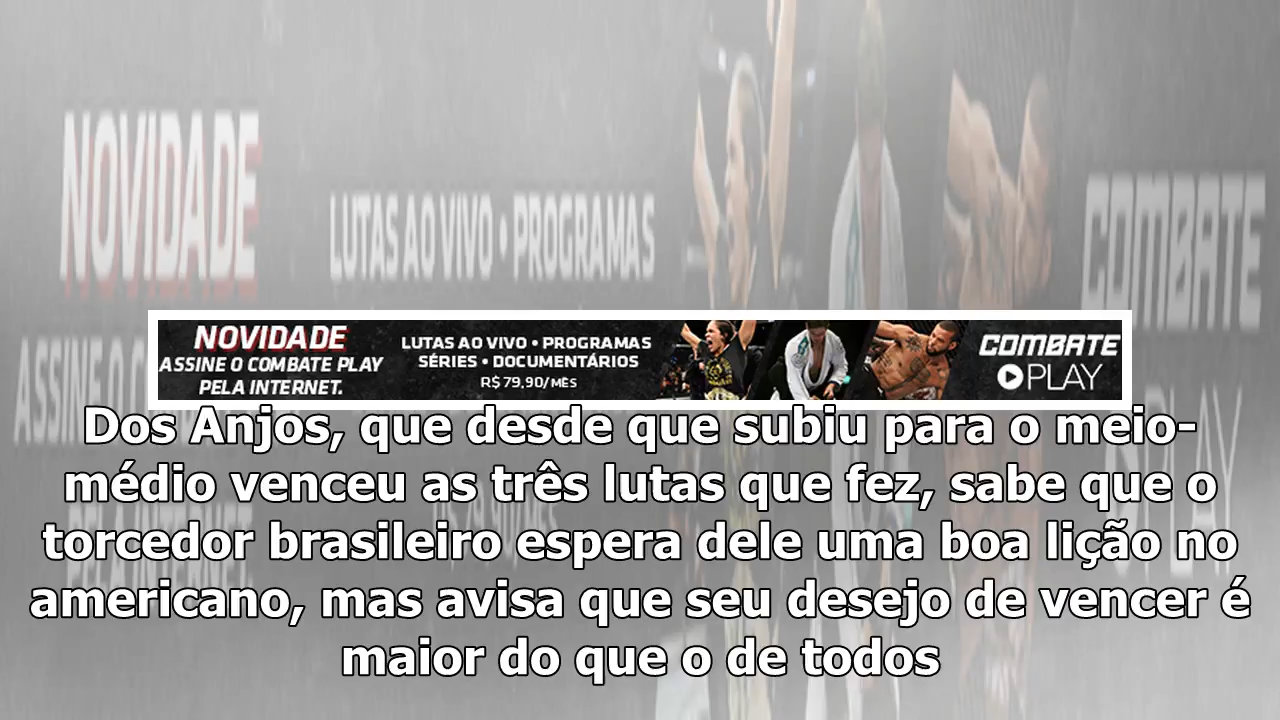 NOVIDADE
ASSINE O COMBATE PLAY
PELA INTERNET.
LUTAS AO VIVO • PROGRAMAS
SÉRIES • DOCUMENTÁRIOS
R$ 79,90/MÊS
COMBATE
PLAY
Dos Anjos, que desde que subiu para o meio-
médio venceu as três lutas que fez, sabe que o
torcedor brasileiro espera dele uma boa lição no
americano, mas avisa que seu desejo de vencer é
maior do que o de todos